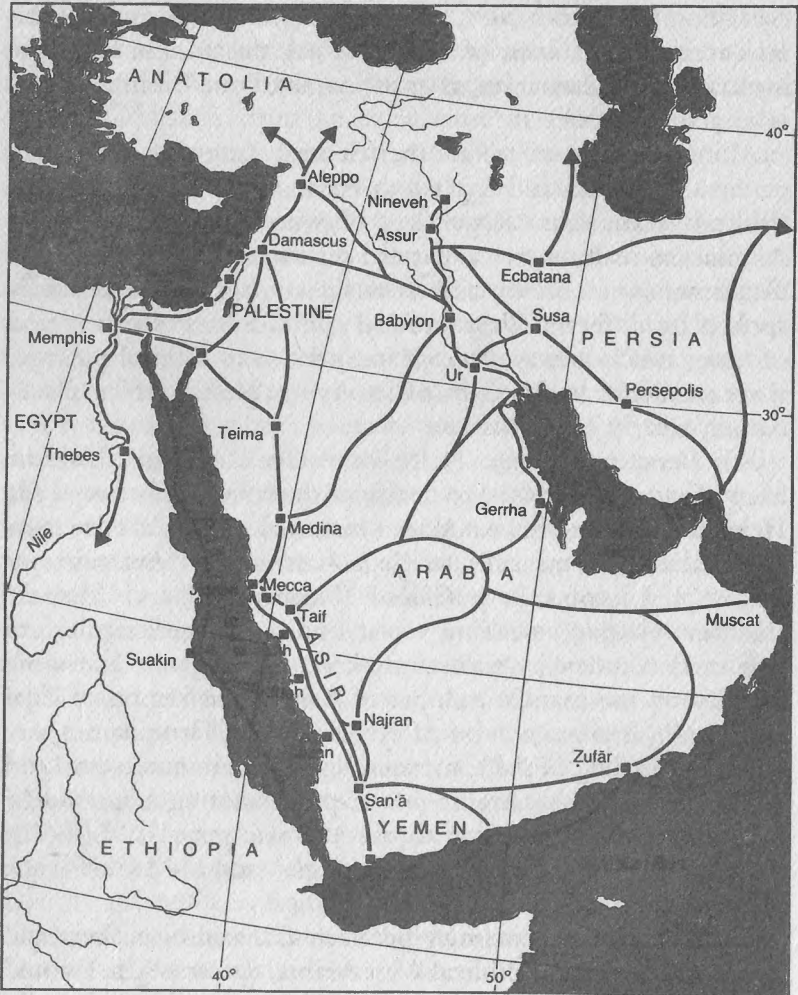 ANATOLIA
40°
Aleppo
Nineveh
Assur
Damascus
Ecbatana
PALESTINE
Babylon
Susa
Memphis
PERSIA
Ur
Persepolis
30°
EGYPT
Teima
Thebes
Gerrha
Medina
Nile
ARABIA
Mecca
Taif
Muscat
Suakin
SIR
Najran
Zufār
San'ā
YEMEN
ETHIOPIA
40°
50°